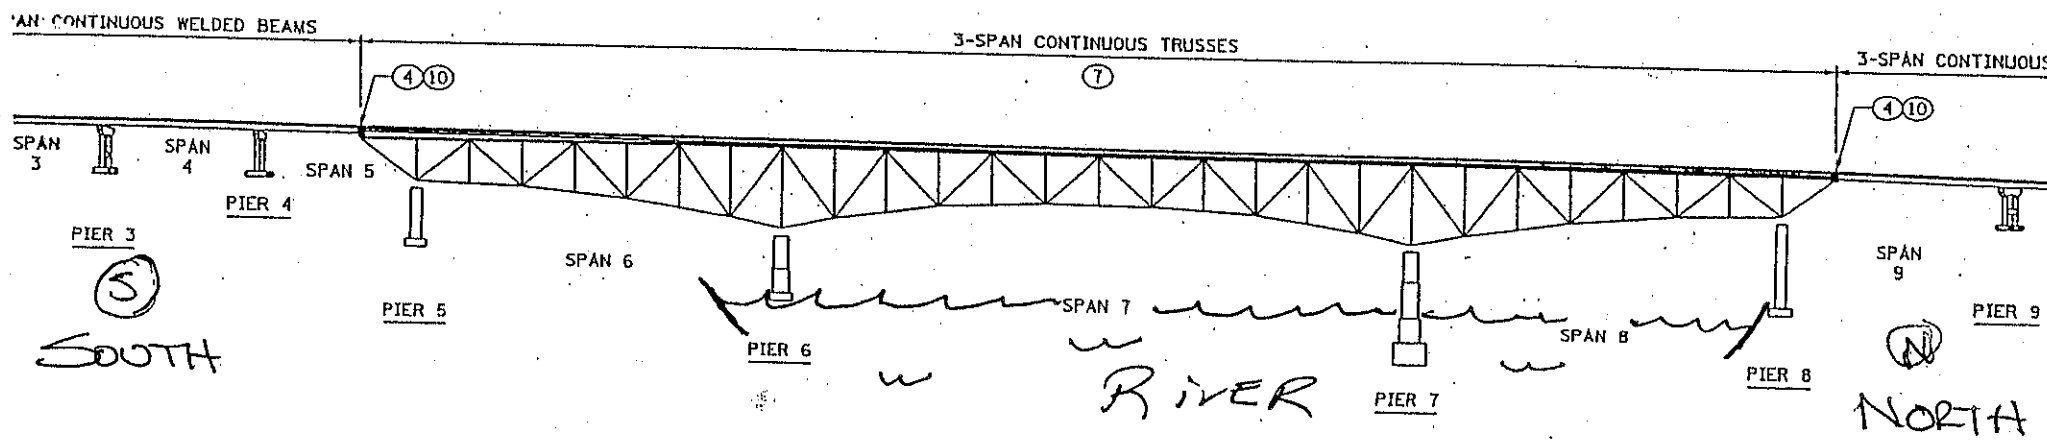 'AN CONTINUOUS WELDED BEAMS
3-SPAN CONTINUOUS TRUSSES
3-SPAN CONTINUOUS
7
4 10
4 10
SPAN 3
SPAN 4
SPAN 5
PIER 4
PIER 3
SPAN 6
SPAN 9
S
PIER 5
SPAN 7
PIER 9
SPAN 8
SOUTH
PIER 6
N
PIER 8
RIVER
PIER 7
NORTH